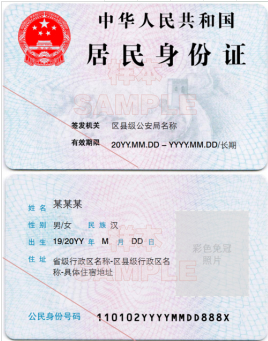 中华人民共和国
居民身份证
SAMPLE
签发机关 区县级公安局名称
有效期限 20YY.MM.DD - YYYY.MM.DD/长期
姓名 某某某
性别 男/女 民族 汉
出生 19/20YY 年 M 月 DD 日
住址 省级行政区名称-区县级行政区名
称-具体住宿地址
彩色免冠
照片
SAMPLE
公民身份号码 110102YYYYMMDD888X